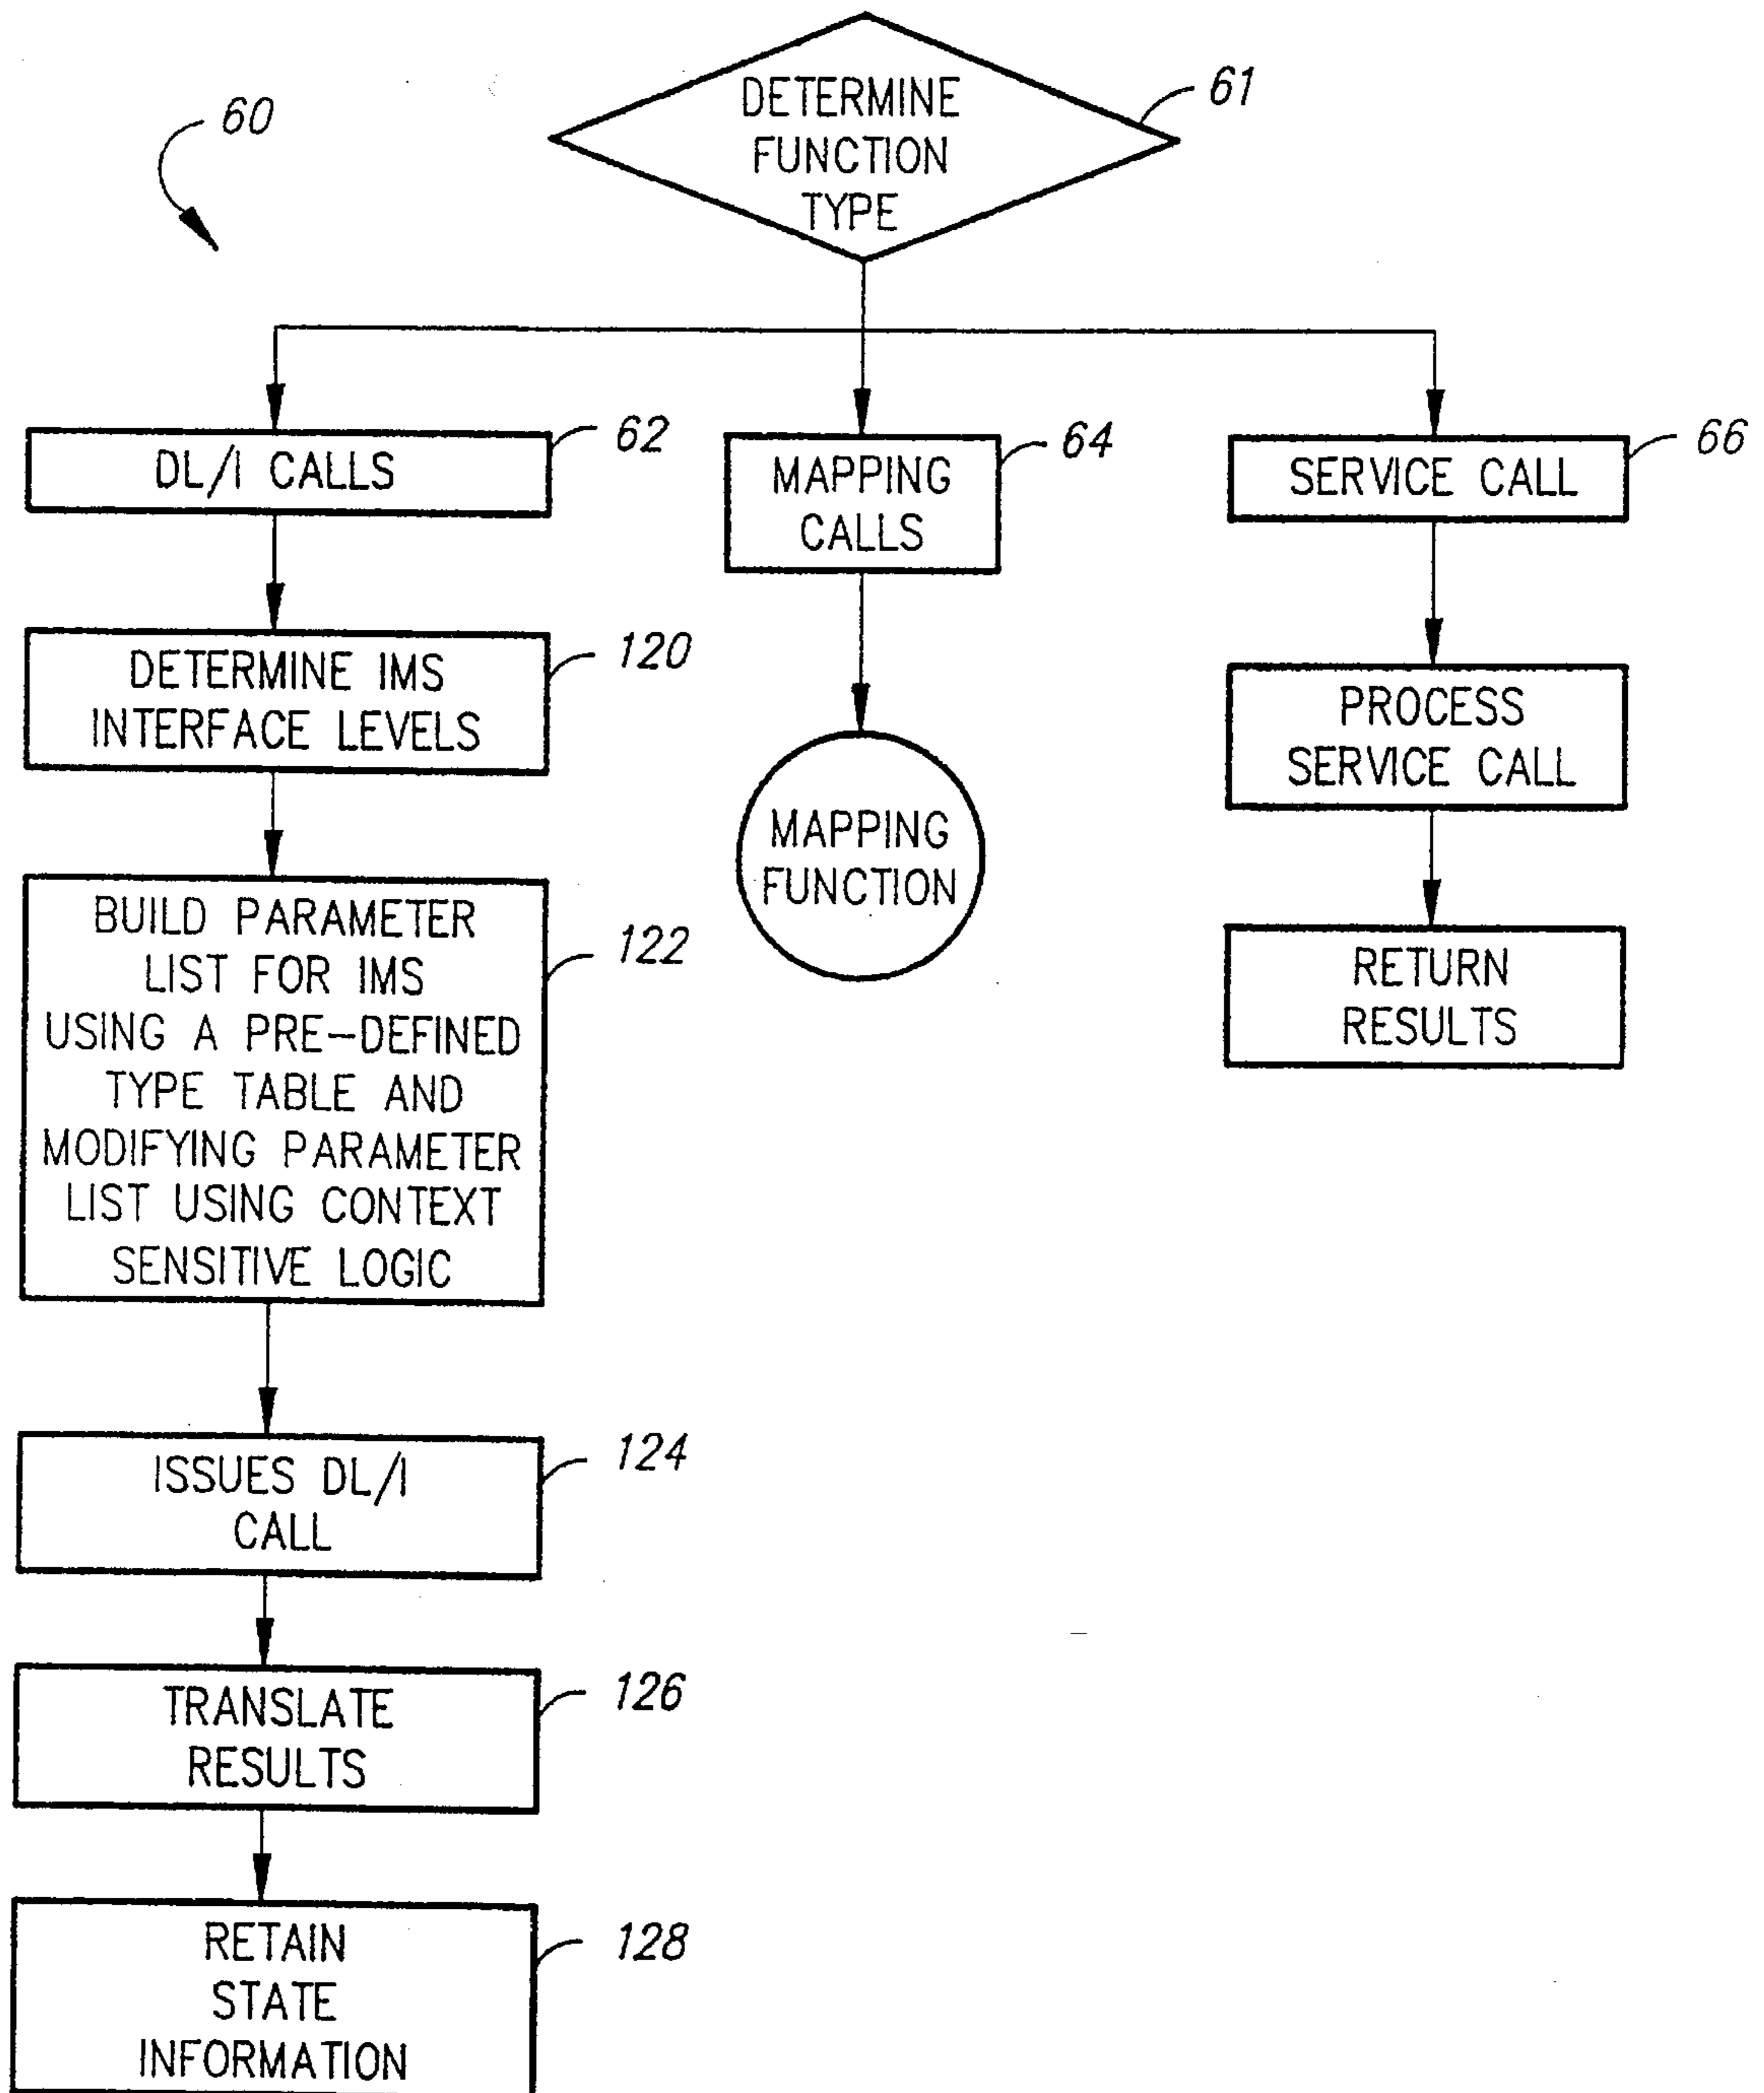 60
DETERMINE
FUNCTION
TYPE
61
DL/I CALLS
62
MAPPING
CALLS
64
SERVICE CALL
66
DETERMINE IMS
INTERFACE LEVELS
120
MAPPING
FUNCTION
PROCESS
SERVICE CALL
RETURN
RESULTS
BUILD PARAMETER
LIST FOR IMS
USING A PRE-DEFINED
TYPE TABLE AND
MODIFYING PARAMETER
LIST USING CONTEXT
SENSITIVE LOGIC
122
ISSUES DL/I
CALL
124
TRANSLATE
RESULTS
126
RETAIN
STATE
INFORMATION
128